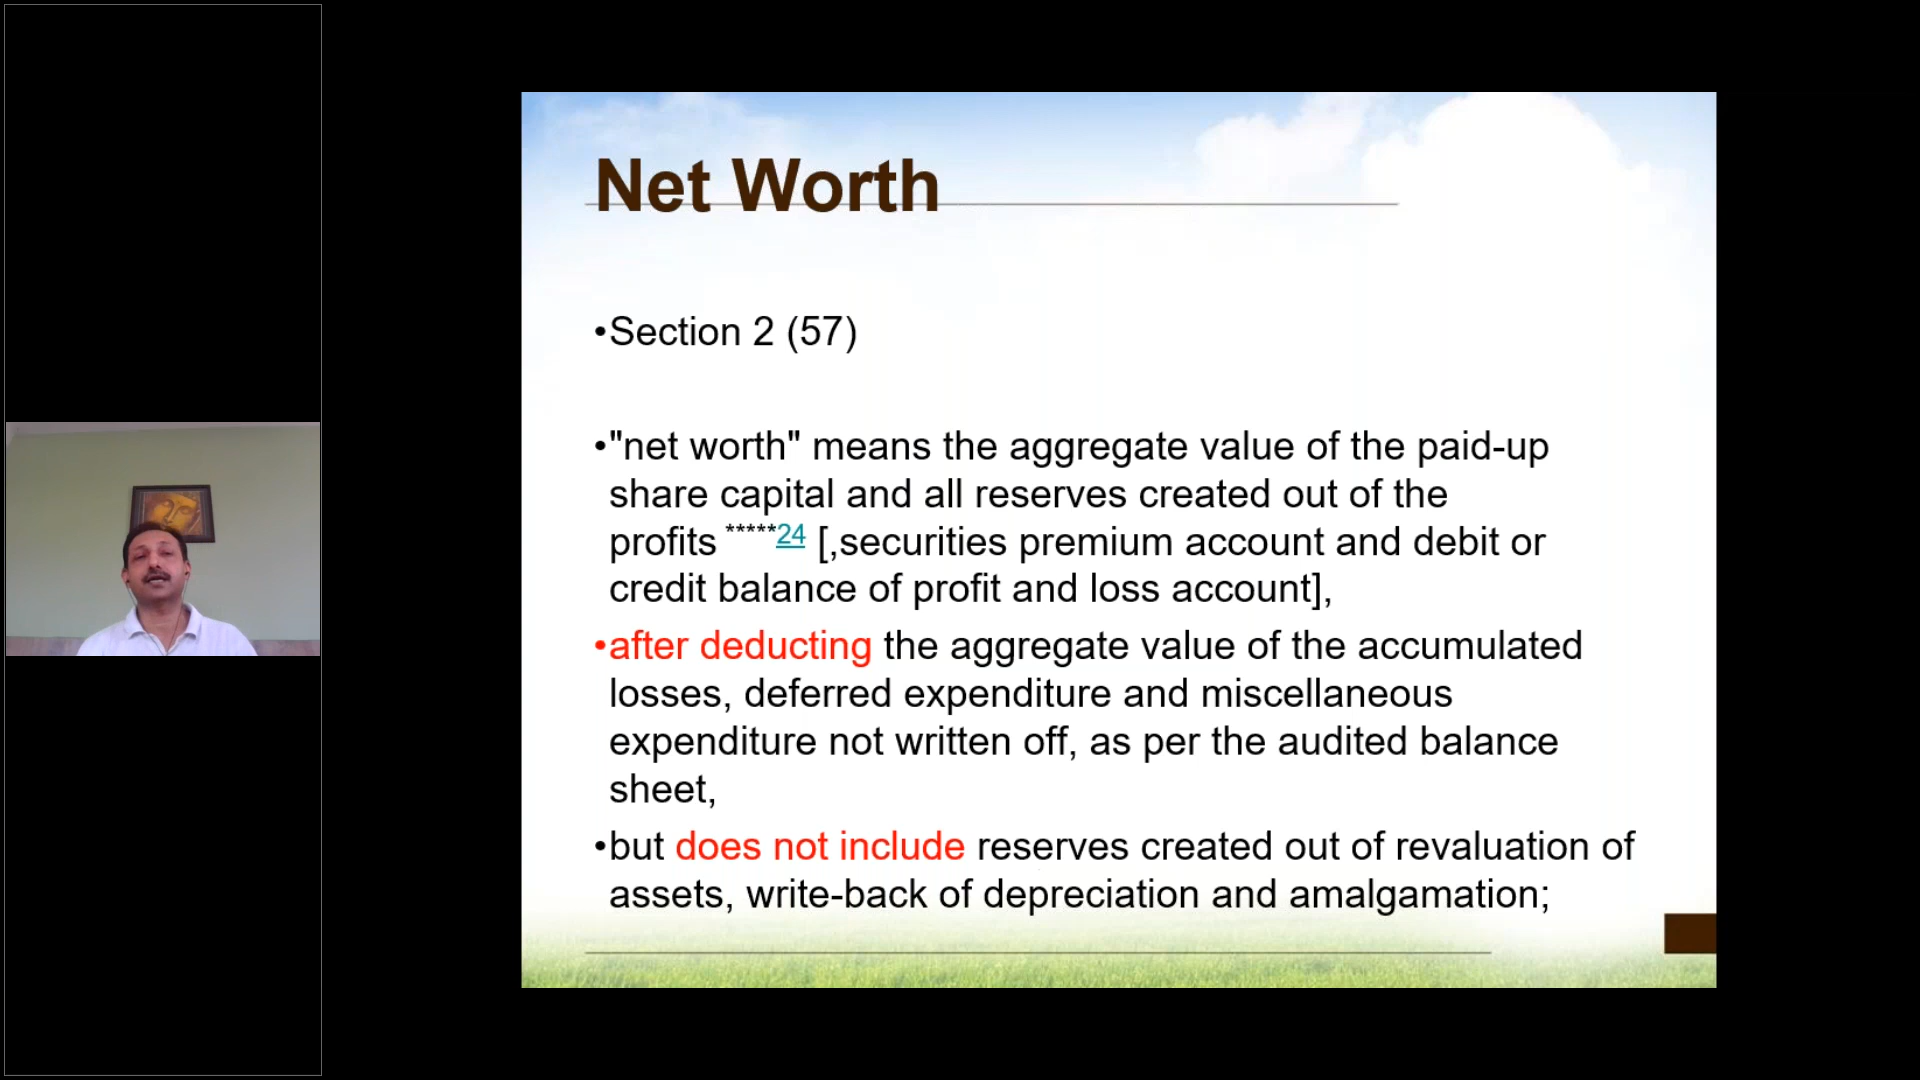 Net Worth
•Section 2 (57)
•"net worth" means the aggregate value of the paid-up
share capital and all reserves created out of the
profits *****24 [,securities premium account and debit or
credit balance of profit and loss account],
•after deducting the aggregate value of the accumulated
losses, deferred expenditure and miscellaneous
expenditure not written off, as per the audited balance
sheet,
•but does not include reserves created out of revaluation of
assets, write-back of depreciation and amalgamation;